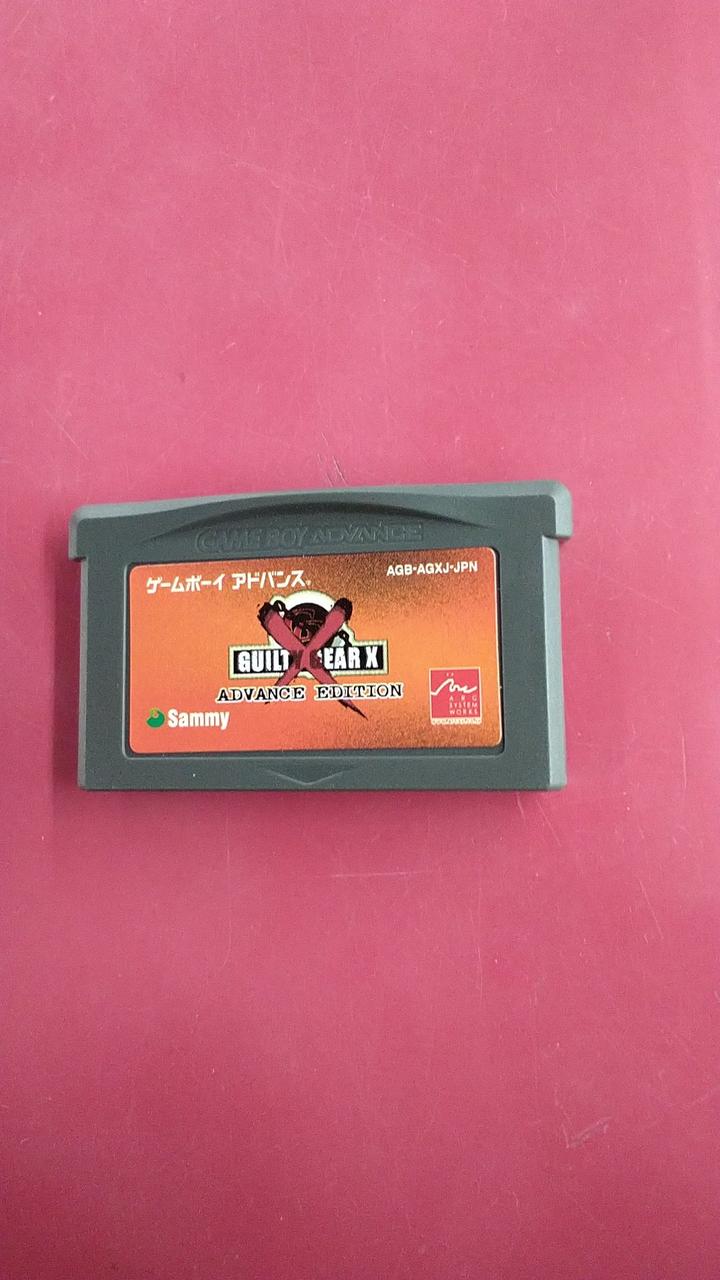 GAME BOY ADVANCE
ゲームボーイ アドバンス
AGB-AGXJ-JPN
GUILTY GEAR X
ADVANCE EDITION
Sammy
ARC
SYSTEM
WORKS